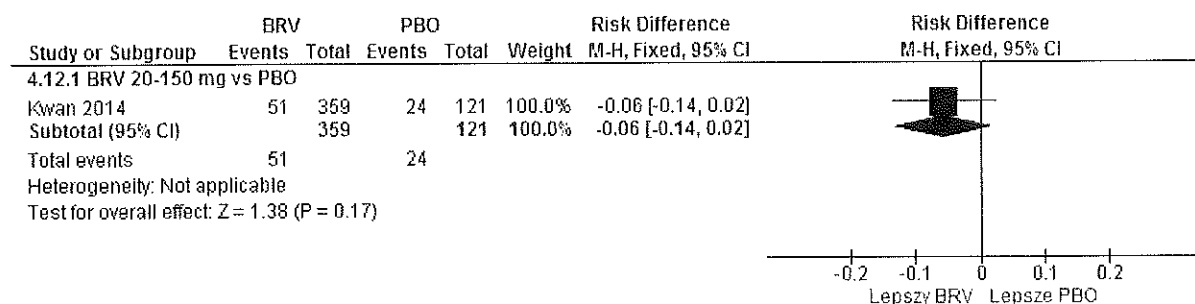 BRV PBO Risk Difference Risk Difference
Study or Subgroup Events Total Events Total Weight M-H, Fixed, 95% CI M-H, Fixed, 95% CI
4.12.1 BRV 20-150 mg vs PBO
Kwan 2014 51 359 24 121 100.0% -0.06 [-0.14, 0.02]
Subtotal (95% CI) 359 121 100.0% -0.06 [-0.14, 0.02]
Total events 51 24
Heterogeneity: Not applicable
Test for overall effect: Z = 1.38 (P = 0.17)
-0.2 -0.1 0 0.1 0.2
Lepszy BRV Lepsze PBO